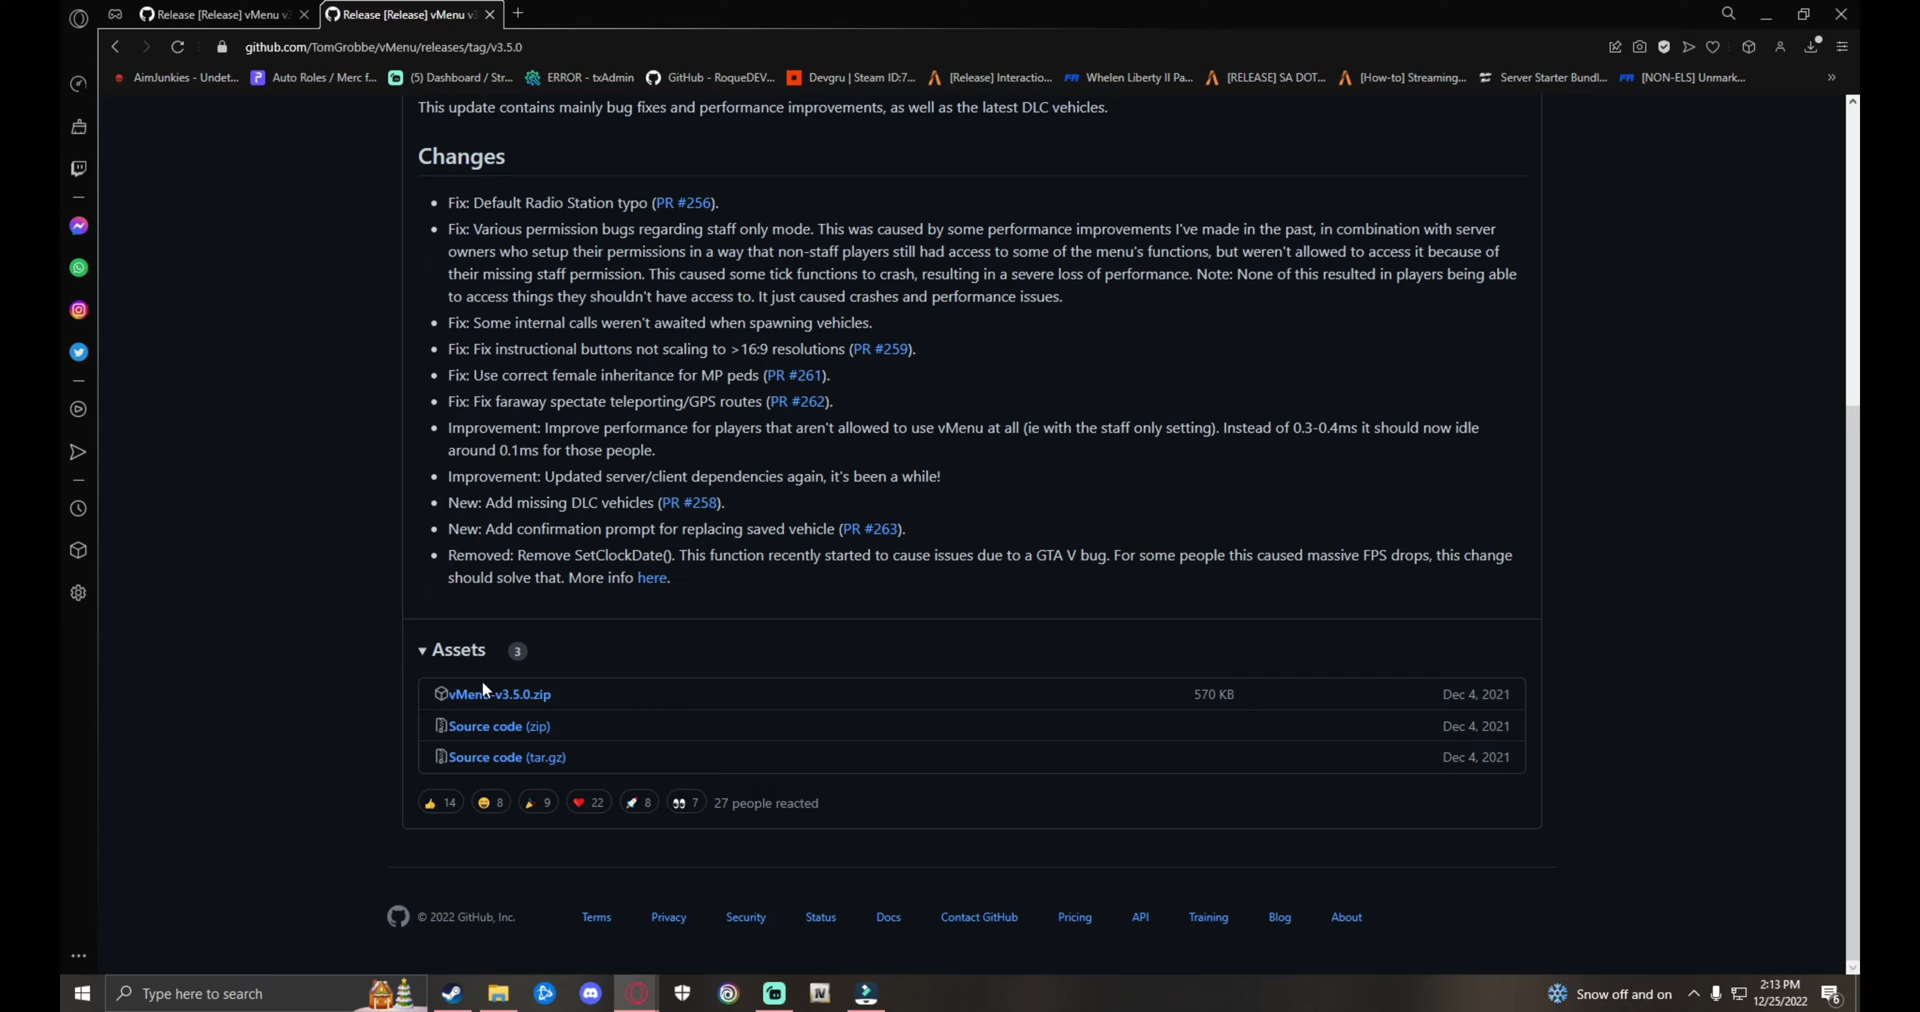 Release [Release] vMenu v3
Release [Release] vMenu v3
github.com/TomGrobbe/vMenu/releases/tag/v3.5.0
AimJunkies - Undet...
Auto Roles / Merc f...
(5) Dashboard / Str...
ERROR - txAdmin
GitHub - RoqueDEV...
Devgru | Steam ID:7...
[Release] Interactio...
Whelen Liberty II Pa...
[RELEASE] SA DOT...
[How-to] Streaming...
Server Starter Bundl...
[NON-ELS] Unmark...
This update contains mainly bug fixes and performance improvements, as well as the latest DLC vehicles.
Changes
• Fix: Default Radio Station typo (PR #256).
• Fix: Various permission bugs regarding staff only mode. This was caused by some performance improvements I've made in the past, in combination with server
owners who setup their permissions in a way that non-staff players still had access to some of the menu's functions, but weren't allowed to access it because of
their missing staff permission. This caused some tick functions to crash, resulting in a severe loss of performance. Note: None of this resulted in players being able
to access things they shouldn't have access to. It just caused crashes and performance issues.
• Fix: Some internal calls weren't awaited when spawning vehicles.
• Fix: Fix instructional buttons not scaling to >16:9 resolutions (PR #259).
• Fix: Use correct female inheritance for MP peds (PR #261).
• Fix: Fix faraway spectate teleporting/GPS routes (PR #262).
• Improvement: Improve performance for players that aren't allowed to use vMenu at all (ie with the staff only setting). Instead of 0.3-0.4ms it should now idle
around 0.1ms for those people.
• Improvement: Updated server/client dependencies again, it's been a while!
• New: Add missing DLC vehicles (PR #258).
• New: Add confirmation prompt for replacing saved vehicle (PR #263).
• Removed: Remove SetClockDate(). This function recently started to cause issues due to a GTA V bug. For some people this caused massive FPS drops, this change
should solve that. More info here.
Assets 3
vMenu-v3.5.0.zip 570 KB Dec 4, 2021
Source code (zip) Dec 4, 2021
Source code (tar.gz) Dec 4, 2021
14 8 9 22 8 7 27 people reacted
© 2022 GitHub, Inc. Terms Privacy Security Status Docs Contact GitHub Pricing API Training Blog About
Type here to search
Snow off and on
2:13 PM
12/25/2022
6